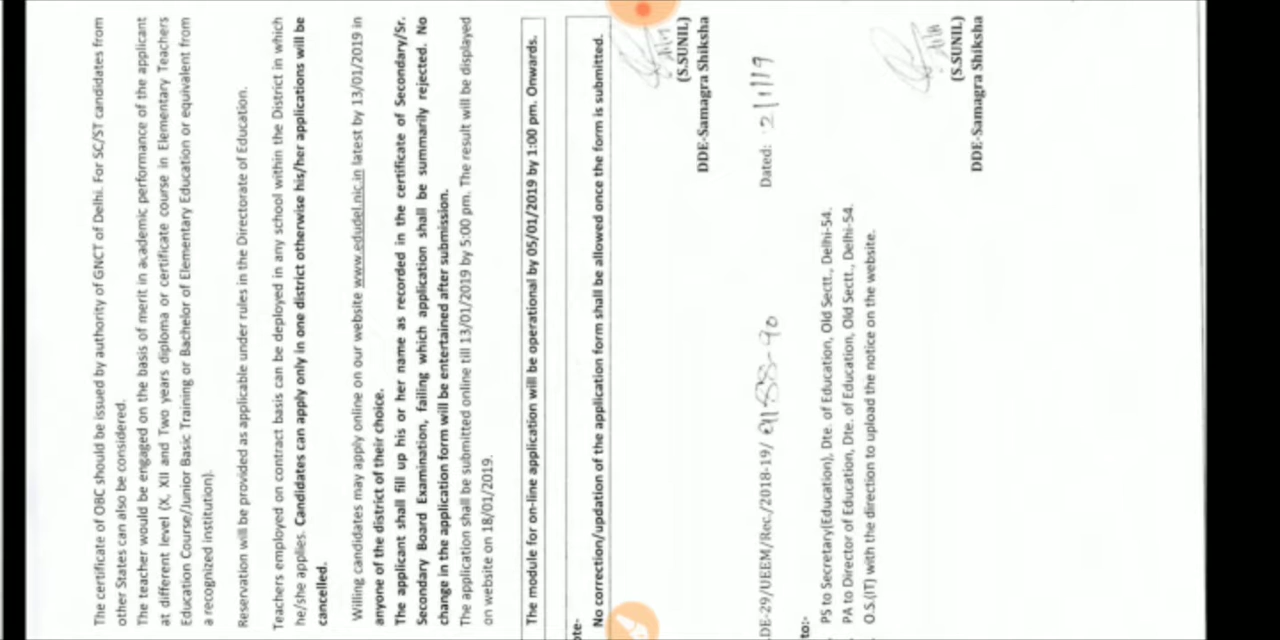 The certificate of OBC should be issued by authority of GNCT of Delhi. For SC/ST candidates from
other States can also be considered.
The teacher would be engaged on the basis of merit in academic performance of the applicant
at different level (X, XII and Two years diploma or certificate course in Elementary Teachers
Education Course/Junior Basic Training or Bachelor of Elementary Education or equivalent from
a recognized institution).
Reservation will be provided as applicable under rules in the Directorate of Education.
Teachers employed on contract basis can be deployed in any school within the District in which
he/she applies. Candidates can apply only in one district otherwise his/her applications will be
cancelled.
Willing candidates may apply online on our website www.edudel.nic.in latest by 13/01/2019 in
anyone of the district of their choice.
The applicant shall fill up his or her name as recorded in the certificate of Secondary/Sr.
Secondary Board Examination, failing which application shall be summarily rejected. No
change in the application form will be entertained after submission.
The application shall be submitted online till 13/01/2019 by 5:00 pm. The result will be displayed
on website on 18/01/2019.
The module for on-line application will be operational by 05/01/2019 by 1:00 pm. Onwards.
ote-
No correction/updation of the application form shall be allowed once the form is submitted.
(S.SUNIL)
DDE-Samagra Shiksha
.DE-29/UEEM/Rec./2018-19/ Dated: 2/1/19
to:-
PS to Secretary(Education), Dte. of Education, Old Sectt., Delhi-54.
PA to Director of Education, Dte. of Education, Old Sectt., Delhi-54.
O.S.(IT) with the direction to upload the notice on the website.
(S.SUNIL)
DDE-Samagra Shiksha